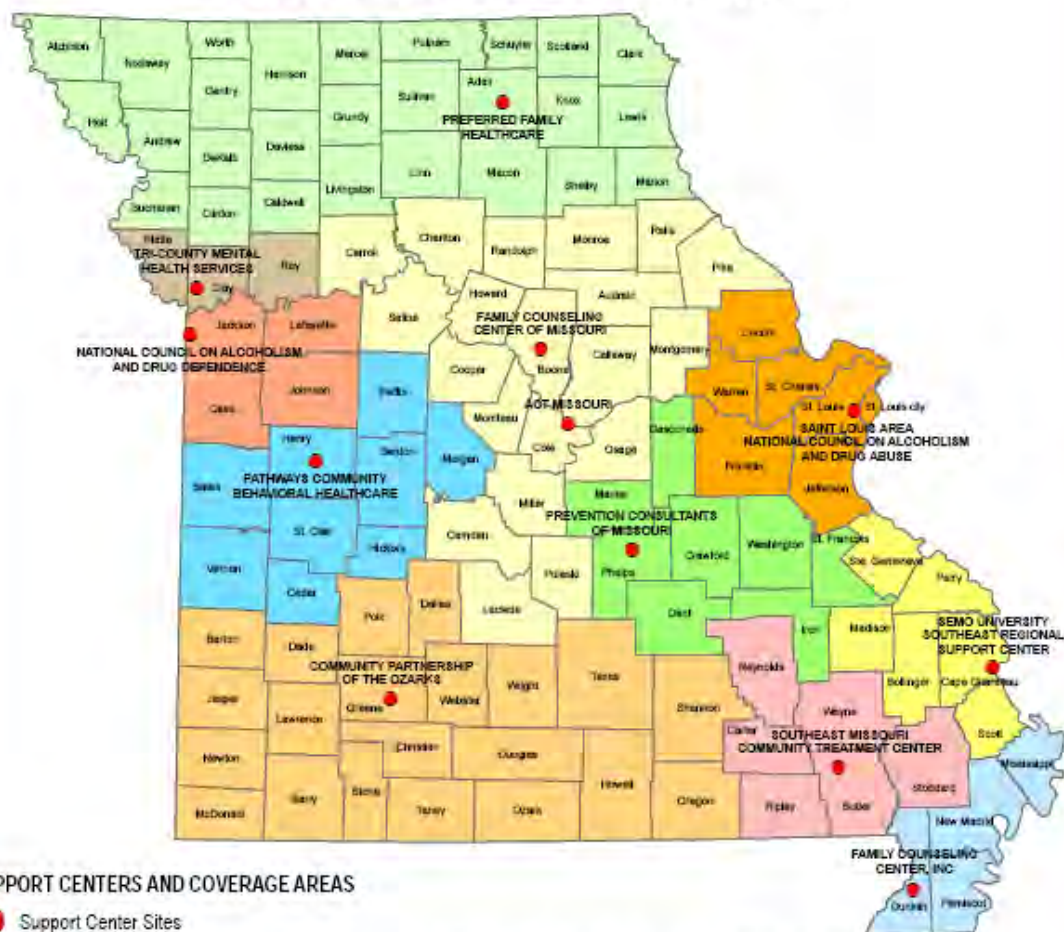 Atchison
Nodaway
Worth
Gentry
Harrison
Mercer
Putnam
Schuyler
Scotland
Clark
Sullivan
Adair
Knox
Lewis
Grundy
PREFERRED FAMILY
HEALTHCARE
Holt
Andrew
DeKalb
Daviess
Livingston
Linn
Macon
Shelby
Marion
Buchanan
Clinton
Caldwell
Platte
TRI-COUNTY MENTAL
HEALTH SERVICES
Clay
Ray
Carroll
Chariton
Randolph
Monroe
Ralls
Pike
Jackson
Lafayette
Saline
Howard
Audrain
FAMILY COUNSELING
CENTER OF MISSOURI
Boone
Callaway
Montgomery
Lincoln
NATIONAL COUNCIL ON ALCOHOLISM
AND DRUG DEPENDENCE
Cass
Johnson
Pettis
Cooper
Moniteau
ACT MISSOURI
Cole
Osage
Gasconade
Warren
St. Charles
St. Louis
St. Louis city
SAINT LOUIS AREA
NATIONAL COUNCIL ON ALCOHOLISM
AND DRUG ABUSE
Franklin
Jefferson
Henry
Benton
Morgan
PATHWAYS COMMUNITY
BEHAVIORAL HEALTHCARE
Bates
St. Clair
Hickory
Miller
Camden
Maries
PREVENTION CONSULTANTS
OF MISSOURI
Phelps
Crawford
Washington
St. Francois
Ste. Genevieve
Perry
Vernon
Cedar
Polk
Dallas
Laclede
Pulaski
Dent
Iron
Madison
SEMO UNIVERSITY
SOUTHEAST REGIONAL
SUPPORT CENTER
Bollinger
Cape Girardeau
Barton
Dade
COMMUNITY PARTNERSHIP
OF THE OZARKS
Greene
Webster
Wright
Texas
Shannon
Reynolds
Wayne
Carter
SOUTHEAST MISSOURI
COMMUNITY TREATMENT CENTER
Scott
Mississippi
Stoddard
Jasper
Lawrence
Christian
Douglas
Newton
Barry
Stone
Taney
Ozark
Howell
Oregon
Ripley
Butler
McDonald
New Madrid
FAMILY COUNSELING
CENTER, INC
Dunklin
Pemiscot
PPORT CENTERS AND COVERAGE AREAS
Support Center Sites